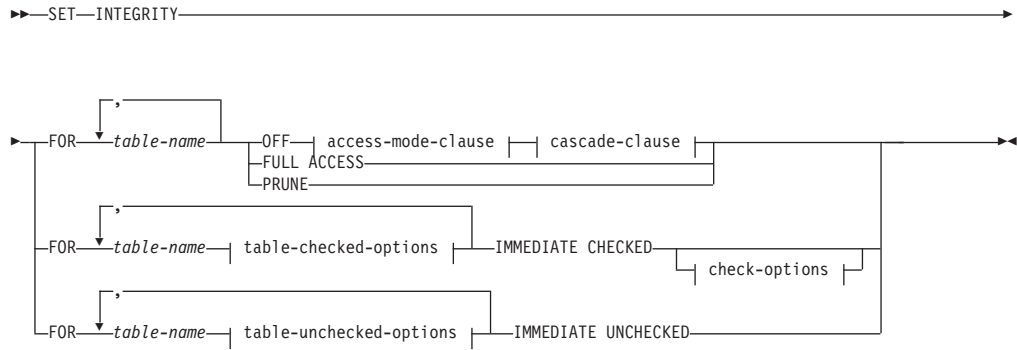 SET INTEGRITY
,
FOR table-name OFF access-mode-clause cascade-clause
FULL ACCESS
PRUNE
,
FOR table-name table-checked-options IMMEDIATE CHECKED
check-options
,
FOR table-name table-unchecked-options IMMEDIATE UNCHECKED